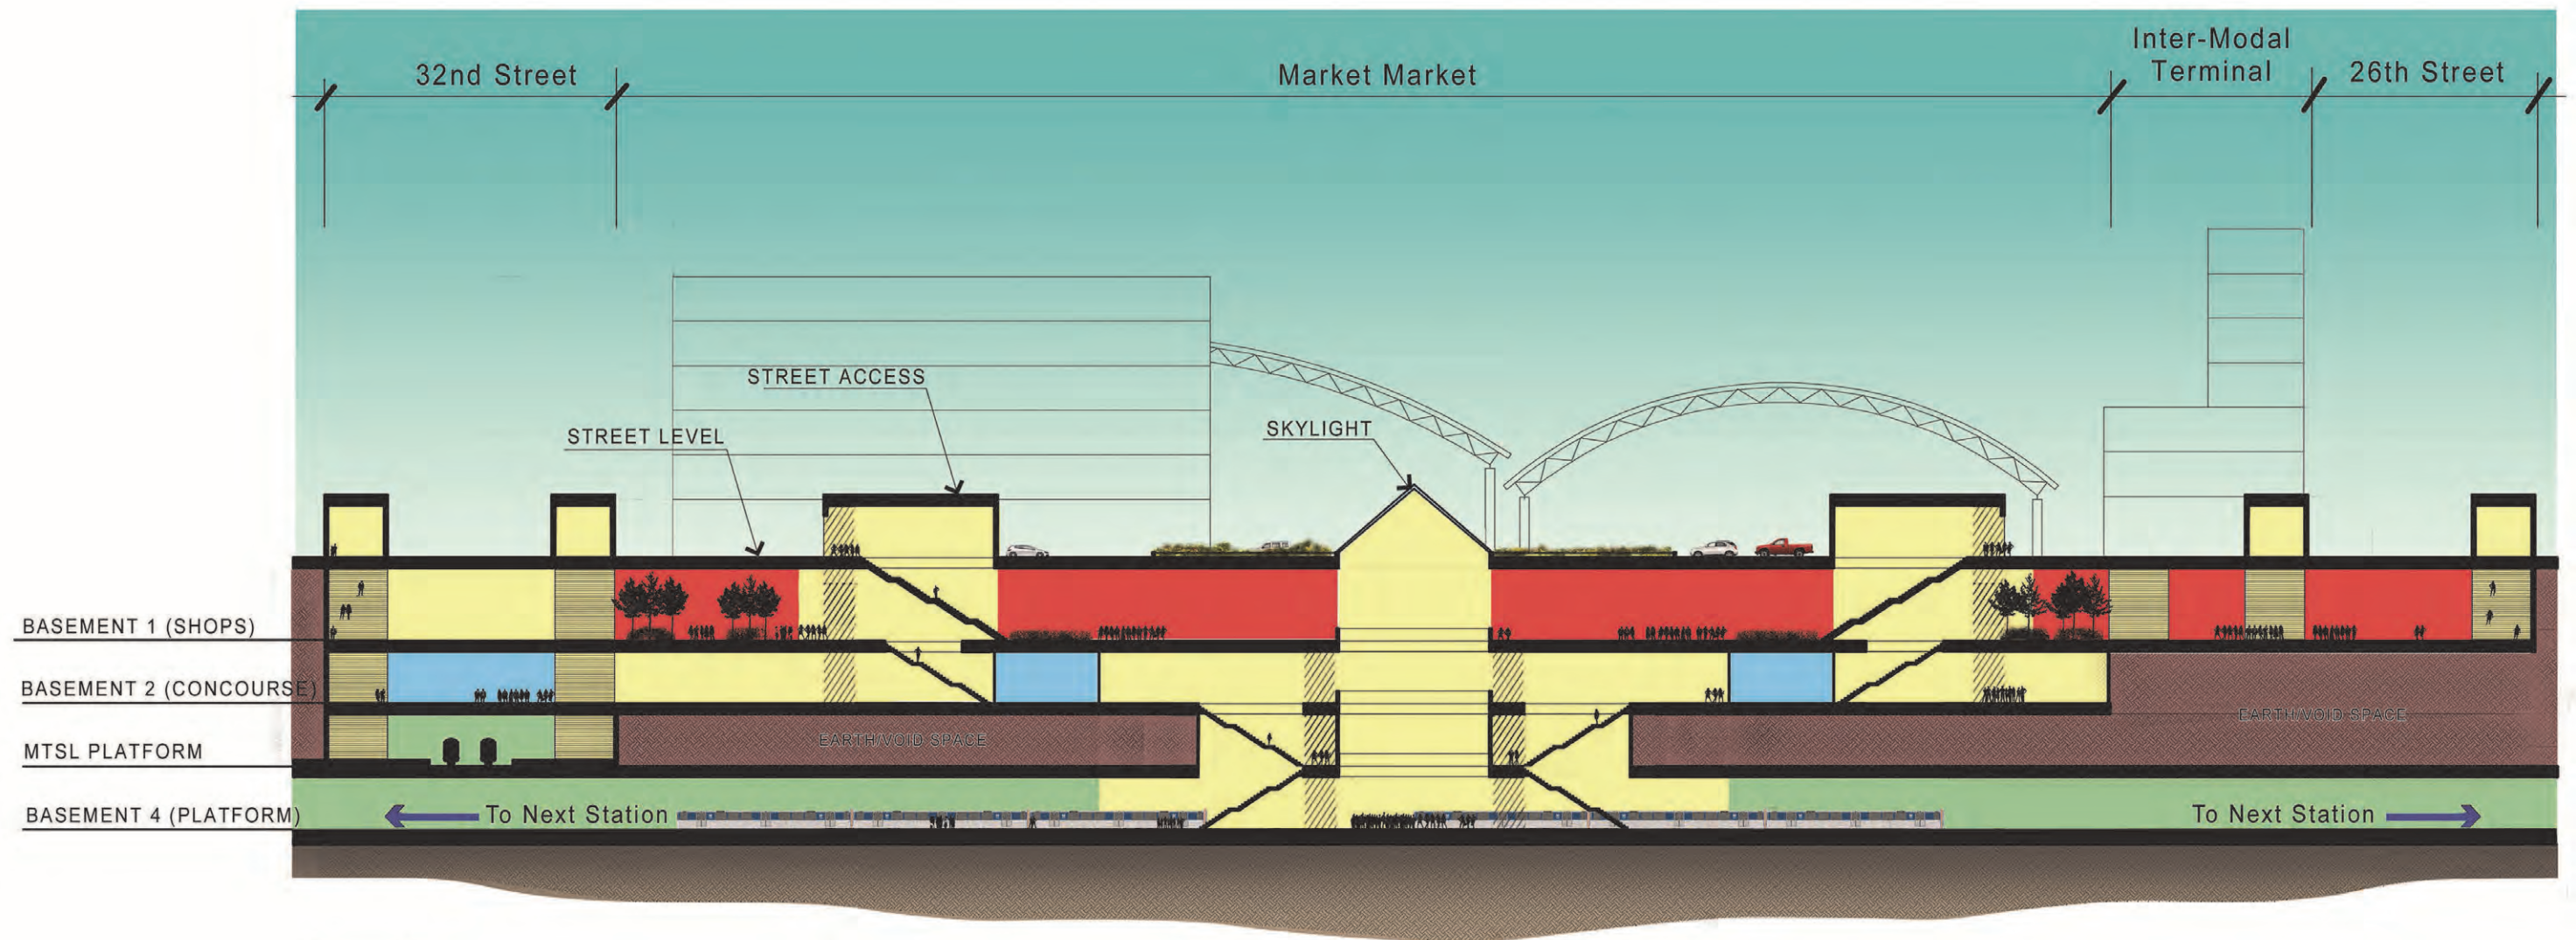 32nd Street
Market Market
Inter-Modal
Terminal
26th Street
STREET ACCESS
STREET LEVEL
SKYLIGHT
BASEMENT 1 (SHOPS)
BASEMENT 2 (CONCOURSE)
EARTH/VOID SPACE
EARTH/VOID SPACE
MTSL PLATFORM
BASEMENT 4 (PLATFORM)
To Next Station
To Next Station